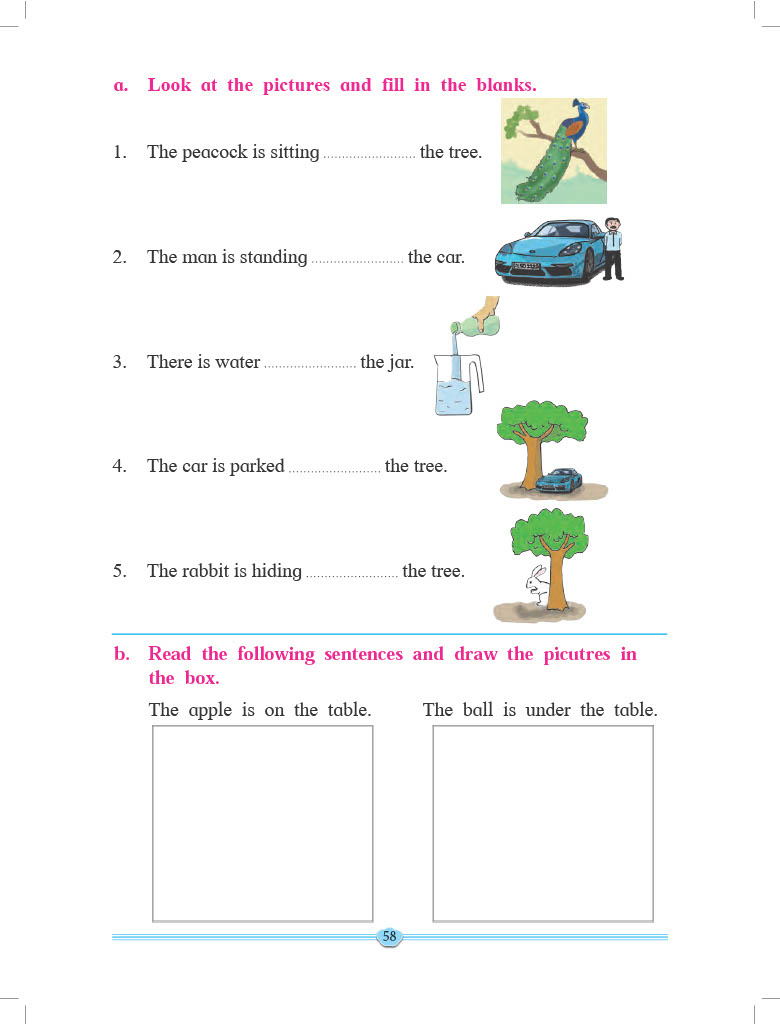 a. Look at the pictures and fill in the blanks.
1. The peacock is sitting ......................... the tree.
2. The man is standing ......................... the car.
3. There is water ......................... the jar.
4. The car is parked ......................... the tree.
5. The rabbit is hiding ......................... the tree.
b. Read the following sentences and draw the picutres in
the box.
The apple is on the table. The ball is under the table.
58